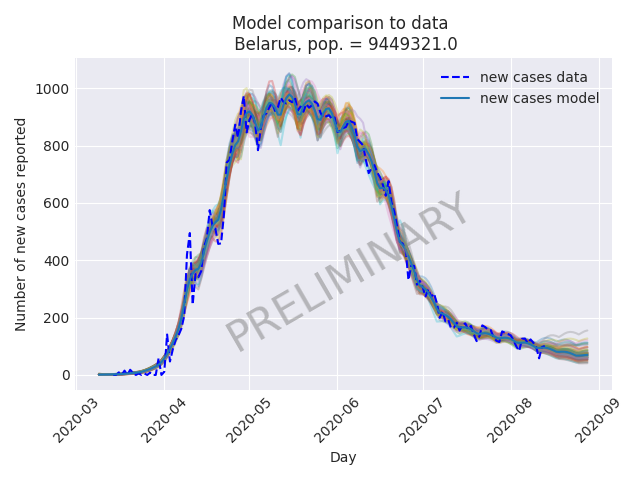 Model comparison to data
Belarus, pop. = 9449321.0
new cases data
new cases model
Number of new cases reported
1000
800
600
400
200
0
PRELIMINARY
2020-03
2020-04
2020-05
2020-06
2020-07
2020-08
2020-09
Day